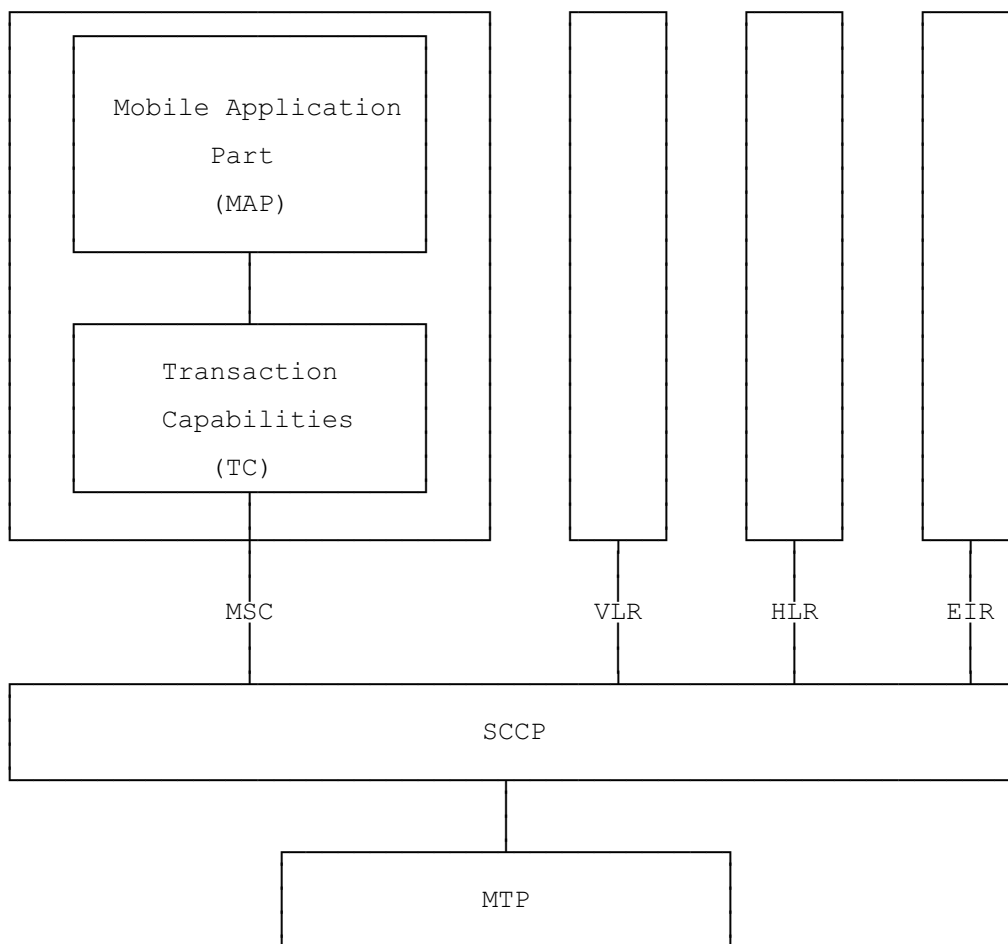 Mobile Application
Part
(MAP)
Transaction
Capabilities
(TC)
MSC
VLR
HLR
EIR
SCCP
MTP